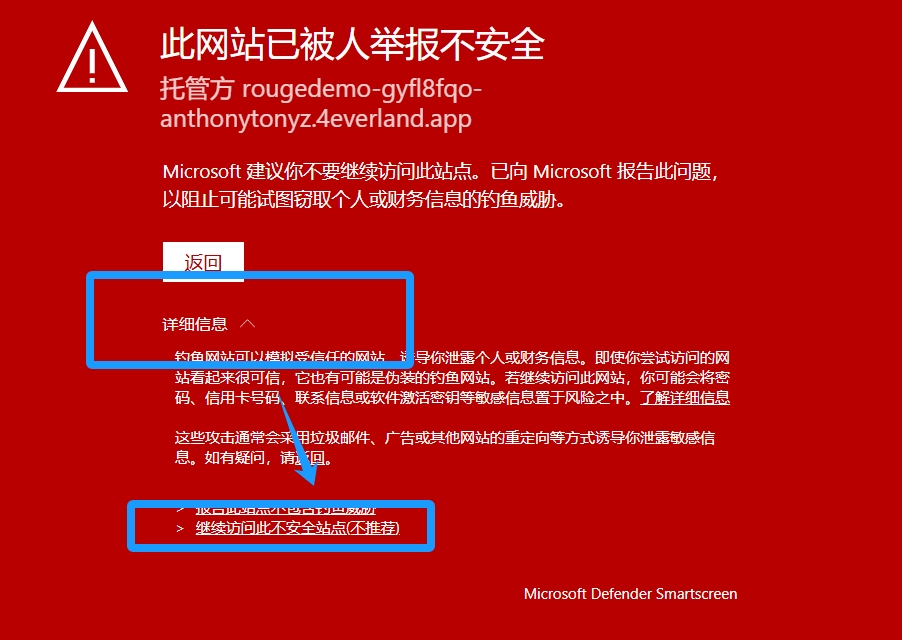 此网站已被人举报不安全
托管方 rougedemo-gyfl8fqo-
anthonytonyz.4everland.app
Microsoft 建议你不要继续访问此站点。已向 Microsoft 报告此问题，
以阻止可能试图窃取个人或财务信息的钓鱼威胁。
返回
详细信息
钓鱼网站可以模拟受信任的网站，诱导你泄露个人或财务信息。即使你尝试访问的网
站看起来很可信，它也有可能是伪装的钓鱼网站。若继续访问此网站，你可能会将密
码、信用卡号码、联系信息或软件激活密钥等敏感信息置于风险之中。了解详细信息
这些攻击通常会采用垃圾邮件、广告或其他网站的重定向等方式诱导你泄露敏感信
息。如有疑问，请返回。
> 报告此站点不包含钓鱼威胁
> 继续访问此不安全站点(不推荐)
Microsoft Defender Smartscreen